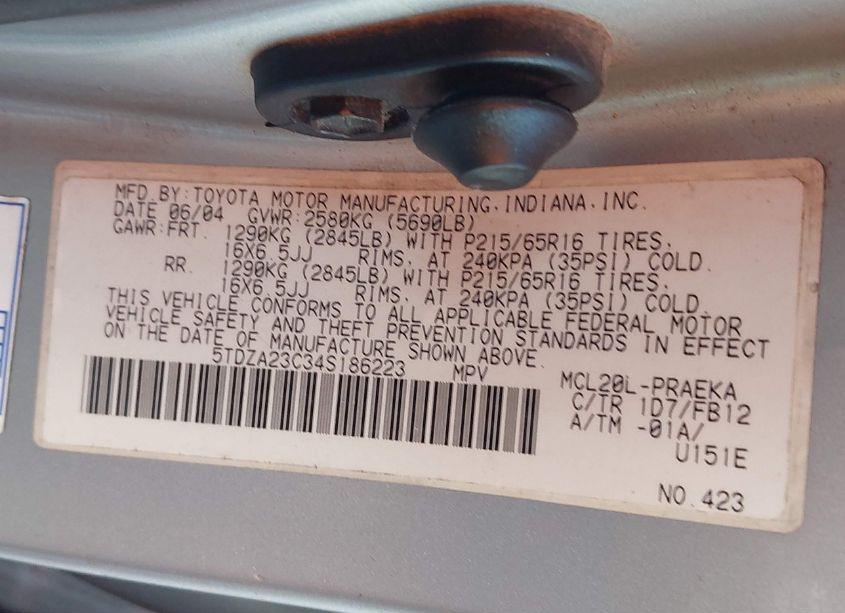 MFD.BY:TOYOTA MOTOR MANUFACTURING,INDIANA,INC.
DATE 06/04 GVWR:2580KG (5690LB)
GAWR:FRT. 1290KG (2845LB) WITH P215/65R16 TIRES,
16X6.5JJ RIMS, AT 240KPA (35PSI) COLD.
RR. 1290KG (2845LB) WITH P215/65R16 TIRES,
16X6.5JJ RIMS, AT 240KPA (35PSI) COLD.
THIS VEHICLE CONFORMS TO ALL APPLICABLE FEDERAL MOTOR
VEHICLE SAFETY AND THEFT PREVENTION STANDARDS IN EFFECT
ON THE DATE OF MANUFACTURE SHOWN ABOVE.
5TDZA23C34S186223 MPV
MCL20L-PRAEKA
C/TR 1D7/FB12
A/TM -01A/
U151E
NO.423